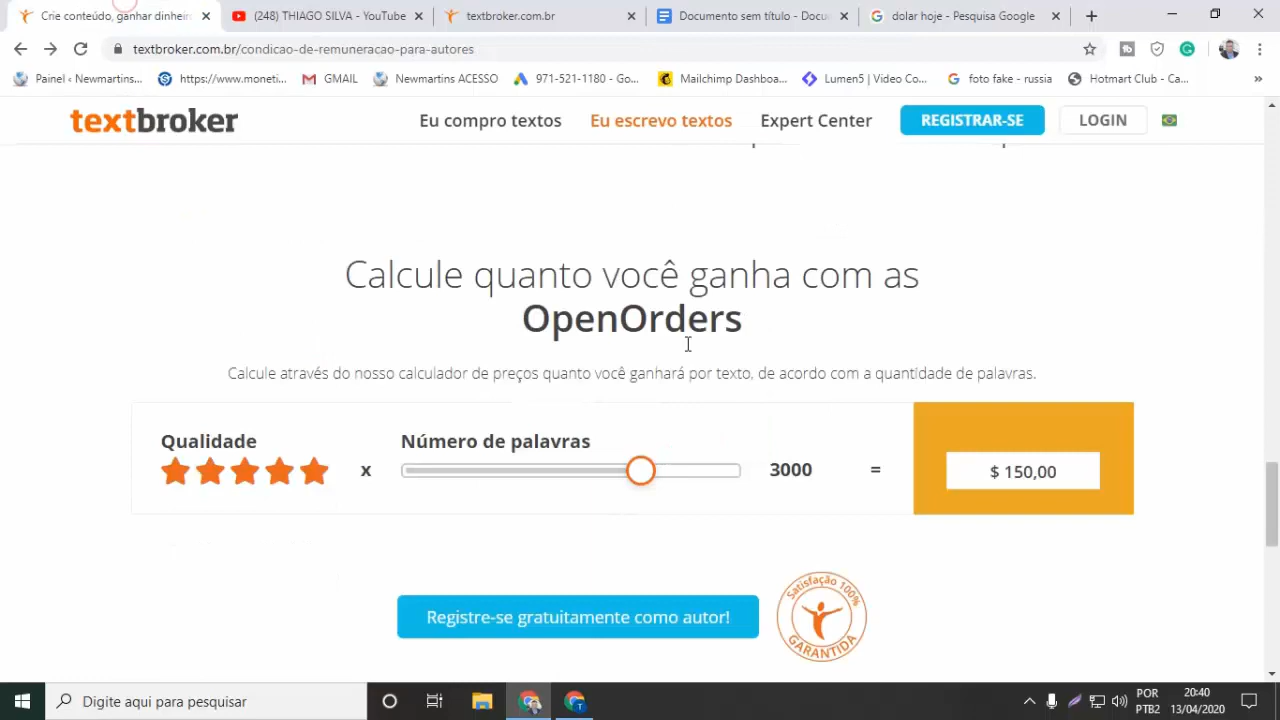 Crie conteúdo, ganhar dinheir
(248) THIAGO SILVA - YouTube
textbroker.com.br
Documento sem título - Docu
dolar hoje - Pesquisa Google
textbroker.com.br/condicao-de-remuneracao-para-autores
Painel ‹ Newmartins...
https://www.moneti...
GMAIL
Newmartins ACESSO
971-521-1180 - Go...
Mailchimp Dashboa...
Lumen5 | Video Co...
foto fake - russia
Hotmart Club - Ca...
textbroker
Eu compro textos
Eu escrevo textos
Expert Center
REGISTRAR-SE
LOGIN
Calcule quanto você ganha com as
OpenOrders
Calcule através do nosso calculador de preços quanto você ganhará por texto, de acordo com a quantidade de palavras.
Qualidade
Número de palavras
x
3000
=
$ 150,00
Registre-se gratuitamente como autor!
Satisfação 100%
GARANTIDA
Digite aqui para pesquisar
POR
PTB2
20:40
13/04/2020